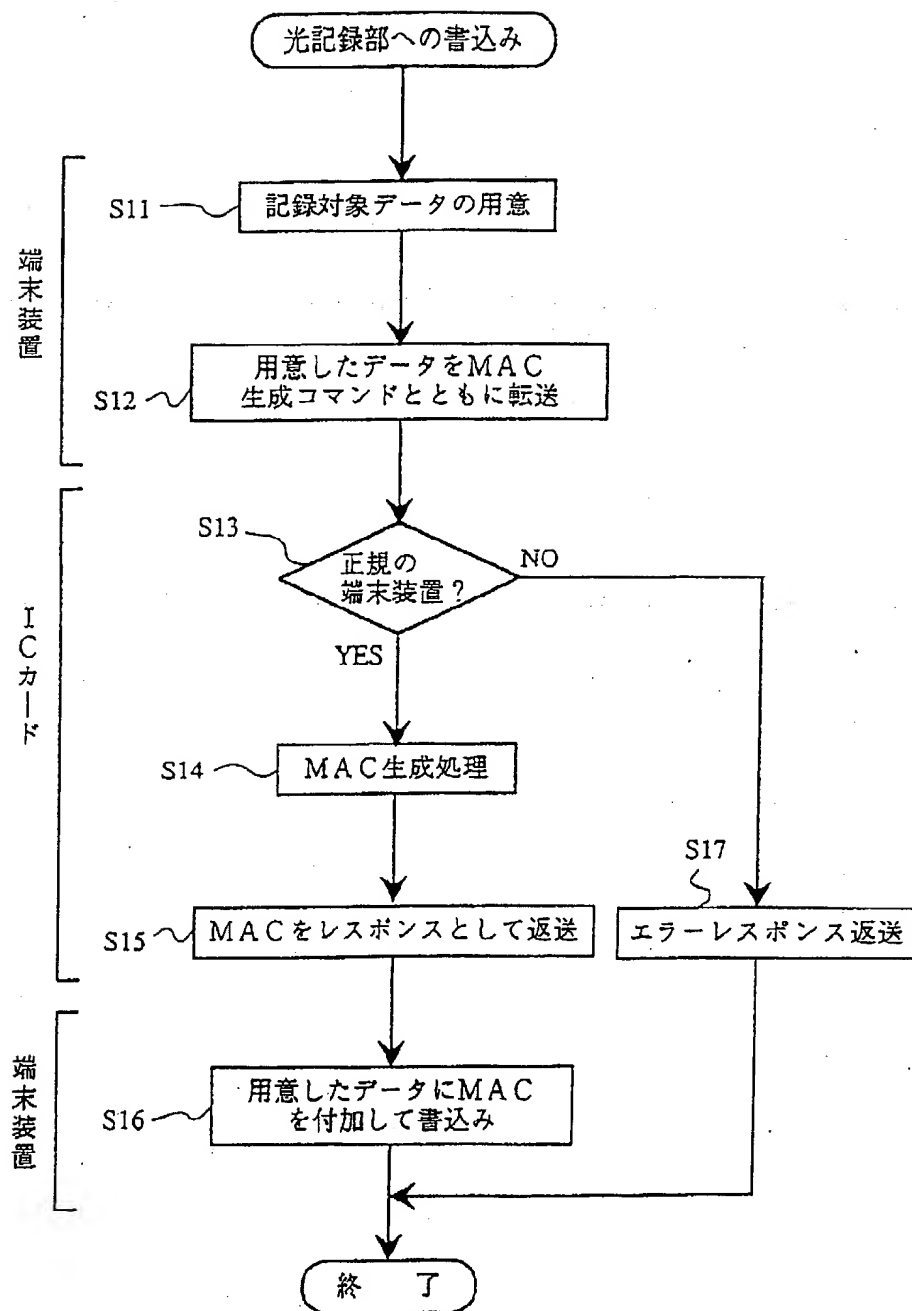 光記録部への書込み
S11
記録対象データの用意
端末装置
S12
用意したデータをMAC
生成コマンドとともに転送
S13
正規の
端末装置?
NO
YES
ICカード
S14
MAC生成処理
S17
S15
MACをレスポンスとして返送
エラーレスポンス返送
端末装置
S16
用意したデータにMAC
を付加して書込み
終 了